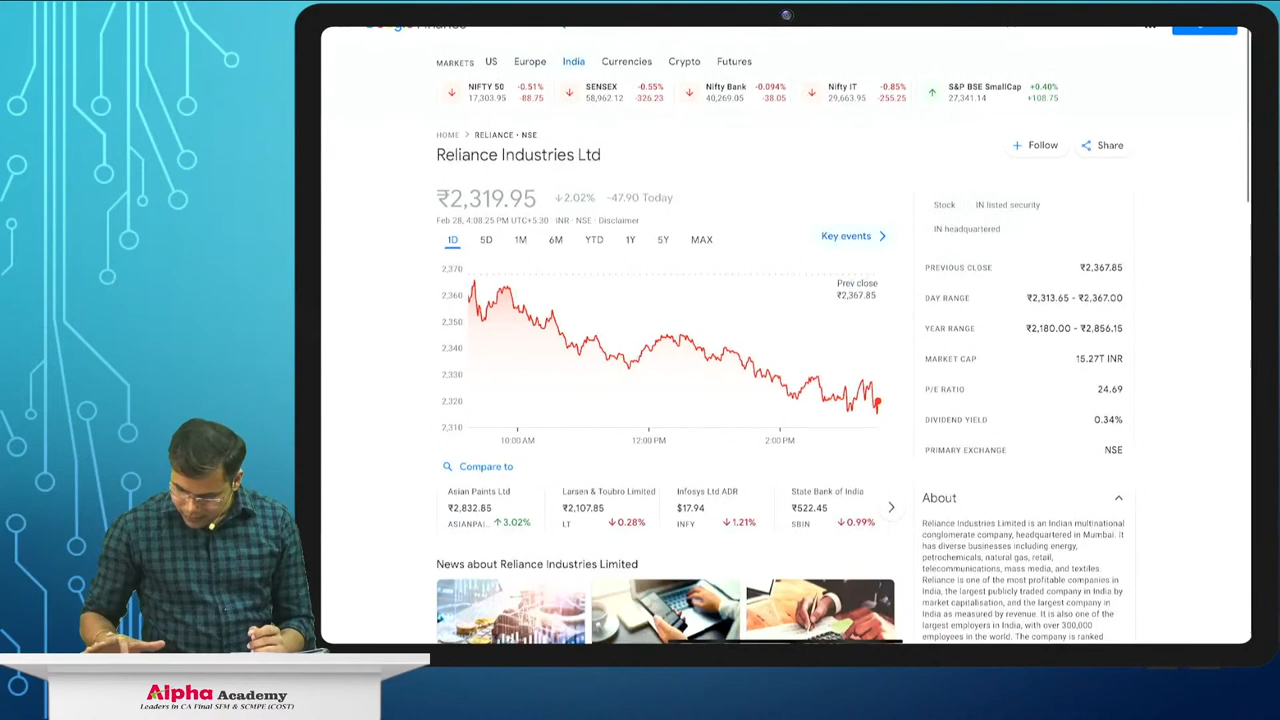 MARKETS US Europe India Currencies Crypto Futures
NIFTY 50 -0.51%
17,303.95 -88.75
SENSEX -0.55%
58,962.12 -326.23
Nifty Bank -0.094%
40,269.05 -38.05
Nifty IT -0.85%
29,663.95 -255.25
S&P BSE SmallCap +0.40%
27,341.14 +108.75
HOME > RELIANCE • NSE
Reliance Industries Ltd
+ Follow
Share
₹2,319.95 ↓2.02% -47.90 Today
Feb 28, 4:08:25 PM UTC+5:30 · INR · NSE · Disclaimer
1D 5D 1M 6M YTD 1Y 5Y MAX
Key events >
2,370
2,360
2,350
2,340
2,330
2,320
2,310
Prev close
₹2,367.85
10:00 AM 12:00 PM 2:00 PM
Compare to
Asian Paints Ltd
₹2,832.85
ASIANPAI... ↑3.02%
Larsen & Toubro Limited
₹2,107.85
LT ↓0.28%
Infosys Ltd ADR
$17.94
INFY ↓1.21%
State Bank of India
₹522.45
SBIN ↓0.99%
News about Reliance Industries Limited
Stock IN listed security
IN headquartered
PREVIOUS CLOSE ₹2,367.85
DAY RANGE ₹2,313.65 - ₹2,367.00
YEAR RANGE ₹2,180.00 - ₹2,856.15
MARKET CAP 15.27T INR
P/E RATIO 24.69
DIVIDEND YIELD 0.34%
PRIMARY EXCHANGE NSE
About
Reliance Industries Limited is an Indian multinational
conglomerate company, headquartered in Mumbai. It
has diverse businesses including energy,
petrochemicals, natural gas, retail,
telecommunications, mass media, and textiles.
Reliance is one of the most profitable companies in
India, the largest publicly traded company in India by
market capitalisation, and the largest company in
India as measured by revenue. It is also one of the
largest employers in India, with over 300,000
employees in the world. The company is ranked
Alpha Academy
Leaders in CA Final SFM & SCMPE (COST)